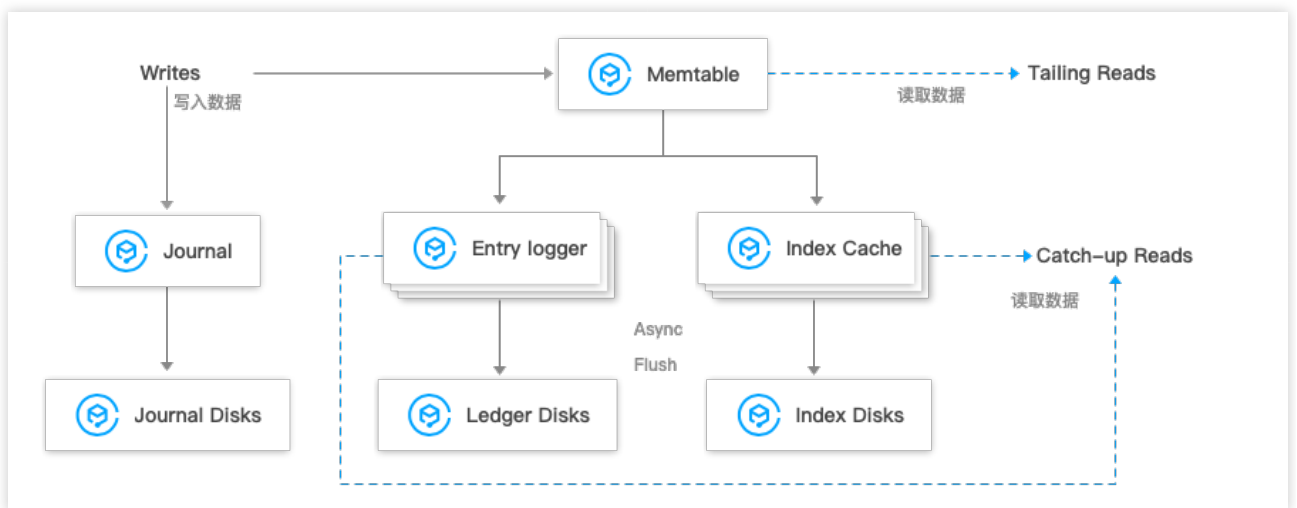 Writes
写入数据
Memtable
读取数据
Tailing Reads
Journal
Entry logger
Index Cache
Catch-up Reads
读取数据
Async
Flush
Journal Disks
Ledger Disks
Index Disks